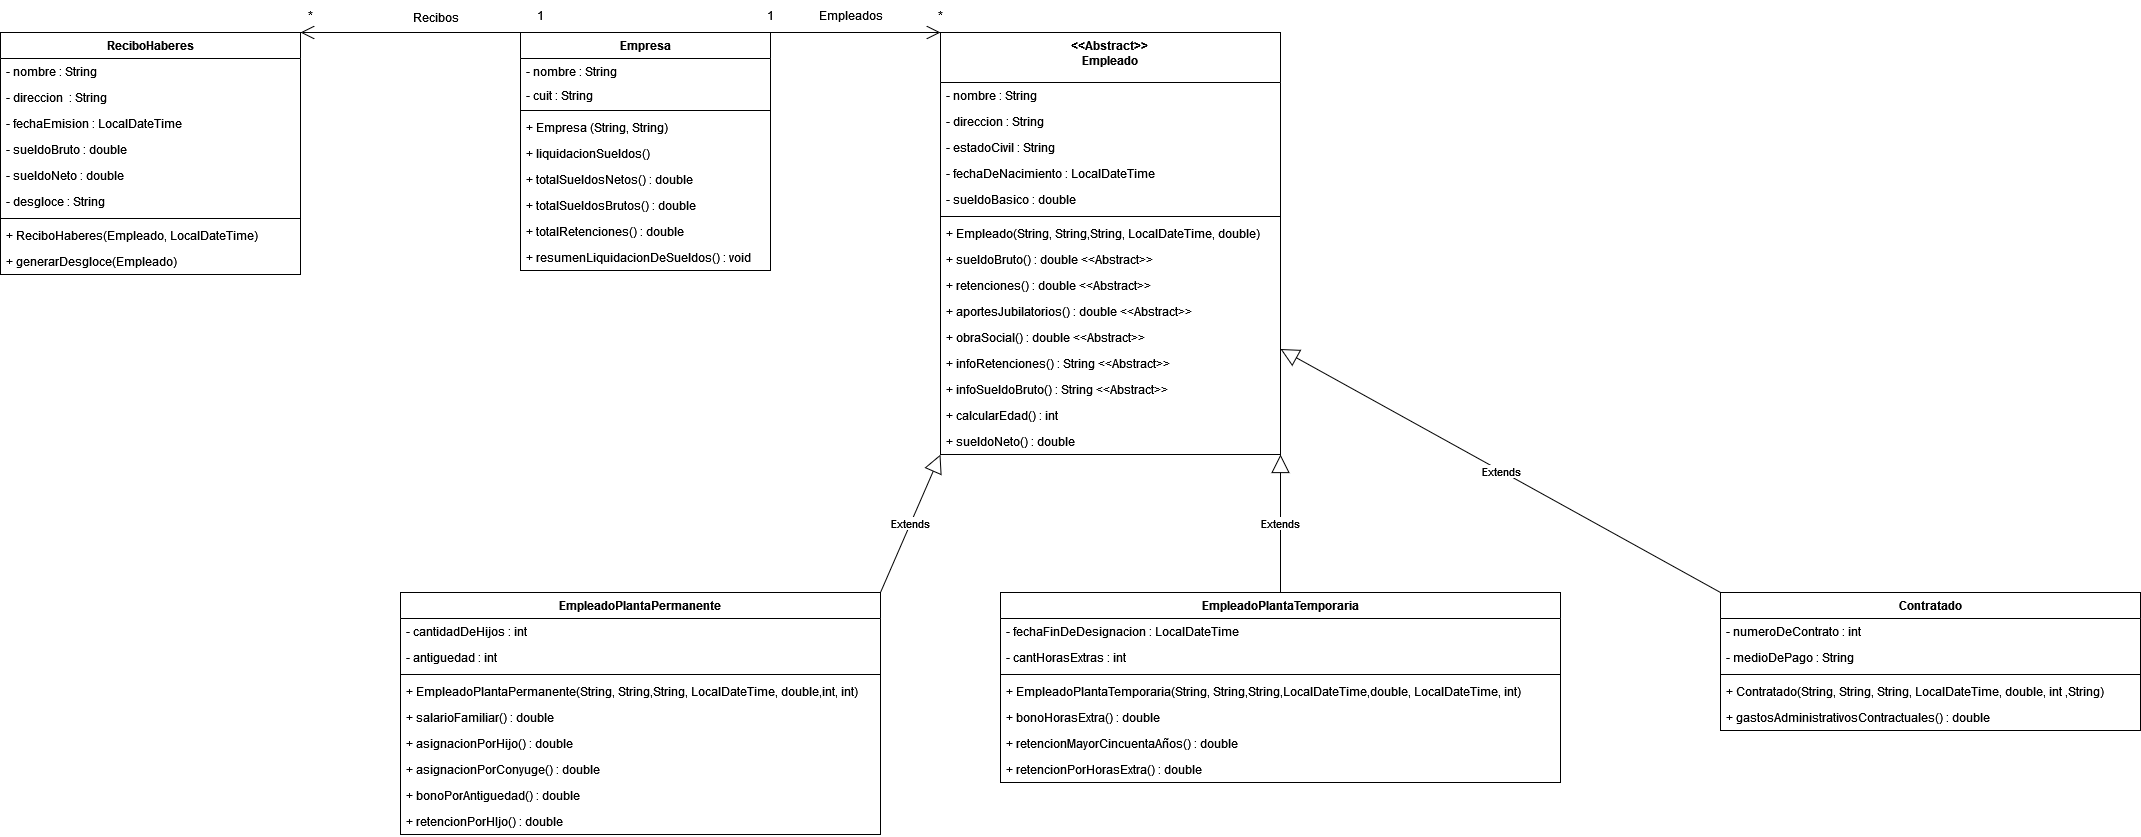 * Recibos 1
1 Empleados *
ReciboHaberes
- nombre : String
- direccion : String
- fechaEmision : LocalDateTime
- sueldoBruto : double
- sueldoNeto : double
- desgloce : String
+ ReciboHaberes(Empleado, LocalDateTime)
+ generarDesgloce(Empleado)
Empresa
- nombre : String
- cuit : String
+ Empresa (String, String)
+ liquidacionSueldos()
+ totalSueldosNetos() : double
+ totalSueldosBrutos() : double
+ totalRetenciones() : double
+ resumenLiquidacionDeSueldos() : void
<<Abstract>>
Empleado
- nombre : String
- direccion : String
- estadoCivil : String
- fechaDeNacimiento : LocalDateTime
- sueldoBasico : double
+ Empleado(String, String,String, LocalDateTime, double)
+ sueldoBruto() : double <<Abstract>>
+ retenciones() : double <<Abstract>>
+ aportesJubilatorios() : double <<Abstract>>
+ obraSocial() : double <<Abstract>>
+ infoRetenciones() : String <<Abstract>>
+ infoSueldoBruto() : String <<Abstract>>
+ calcularEdad() : int
+ sueldoNeto() : double
Extends
Extends
Extends
EmpleadoPlantaPermanente
- cantidadDeHijos : int
- antiguedad : int
+ EmpleadoPlantaPermanente(String, String,String, LocalDateTime, double,int, int)
+ salarioFamiliar() : double
+ asignacionPorHijo() : double
+ asignacionPorConyuge() : double
+ bonoPorAntiguedad() : double
+ retencionPorHIjo() : double
EmpleadoPlantaTemporaria
- fechaFinDeDesignacion : LocalDateTime
- cantHorasExtras : int
+ EmpleadoPlantaTemporaria(String, String,String,LocalDateTime,double, LocalDateTime, int)
+ bonoHorasExtra() : double
+ retencionMayorCincuentaAños() : double
+ retencionPorHorasExtra() : double
Contratado
- numeroDeContrato : int
- medioDePago : String
+ Contratado(String, String, String, LocalDateTime, double, int ,String)
+ gastosAdministrativosContractuales() : double